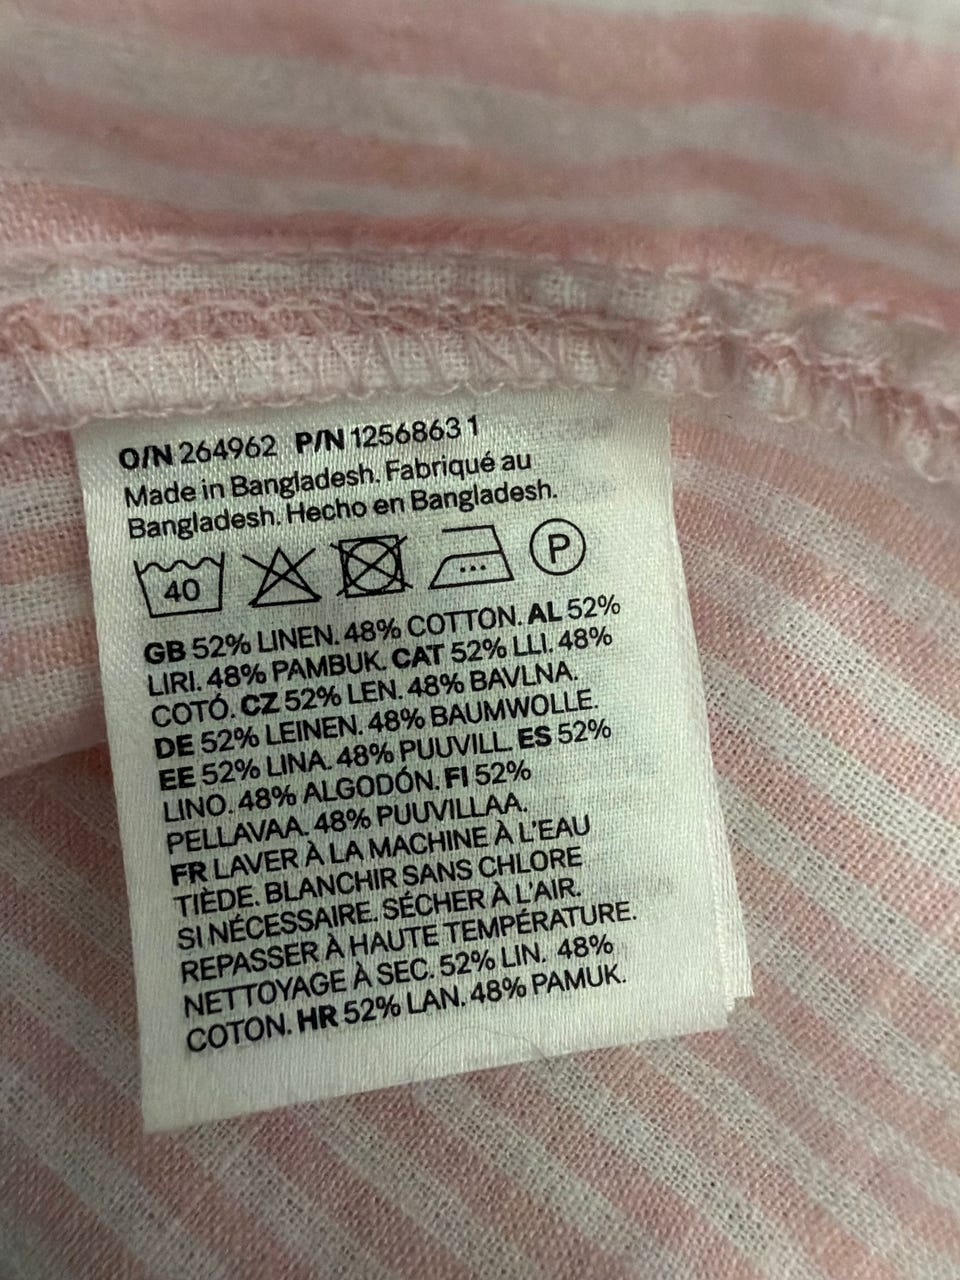 O/N 264962 P/N 1256863 1
Made in Bangladesh. Fabriqué au
Bangladesh. Hecho en Bangladesh.
40 P
GB 52% LINEN. 48% COTTON. AL 52%
LIRI. 48% PAMBUK. CAT 52% LLI. 48%
COTÓ. CZ 52% LEN. 48% BAVLNA.
DE 52% LEINEN. 48% BAUMWOLLE.
EE 52% LINA. 48% PUUVILL. ES 52%
LINO. 48% ALGODÓN. FI 52%
PELLAVAA. 48% PUUVILLAA.
FR LAVER À LA MACHINE À L'EAU
TIÈDE. BLANCHIR SANS CHLORE
SI NÉCESSAIRE. SÉCHER À L'AIR.
REPASSER À HAUTE TEMPÉRATURE.
NETTOYAGE À SEC. 52% LIN. 48%
COTON. HR 52% LAN. 48% PAMUK.